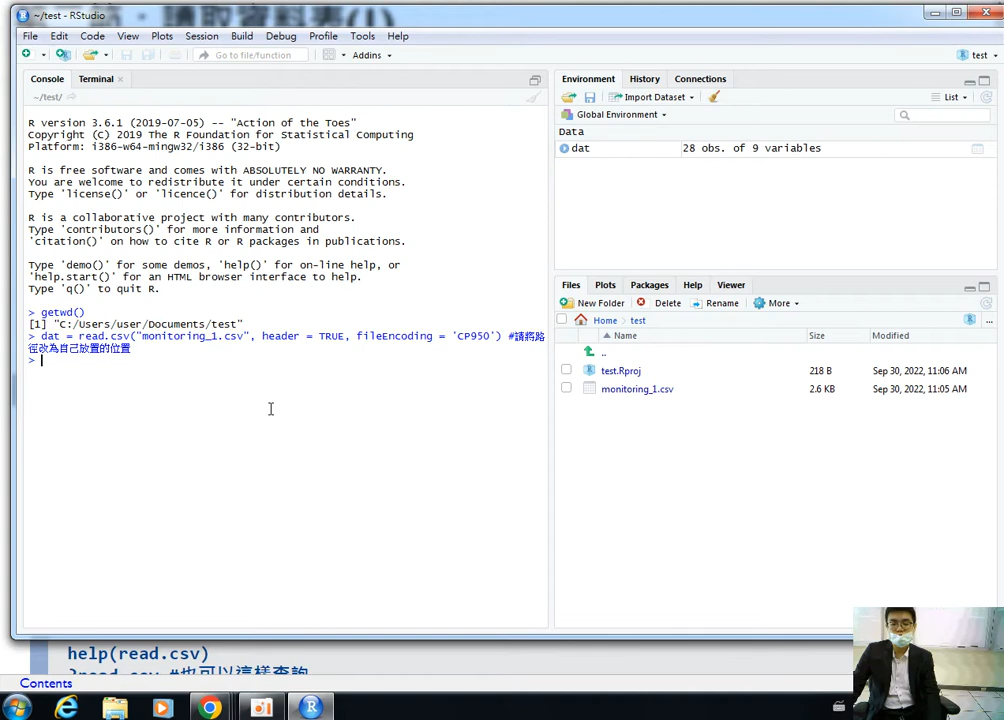 ~/test - RStudio
File Edit Code View Plots Session Build Debug Profile Tools Help
Go to file/function Addins test
Console Terminal
~/test/
R version 3.6.1 (2019-07-05) -- "Action of the Toes"
Copyright (C) 2019 The R Foundation for Statistical Computing
Platform: i386-w64-mingw32/i386 (32-bit)
R is free software and comes with ABSOLUTELY NO WARRANTY.
You are welcome to redistribute it under certain conditions.
Type 'license()' or 'licence()' for distribution details.
R is a collaborative project with many contributors.
Type 'contributors()' for more information and
'citation()' on how to cite R or R packages in publications.
Type 'demo()' for some demos, 'help()' for on-line help, or
'help.start()' for an HTML browser interface to help.
Type 'q()' to quit R.
> getwd()
[1] "C:/Users/user/Documents/test"
> dat = read.csv("monitoring_1.csv", header = TRUE, fileEncoding = 'CP950') #請將路
徑改為自己放置的位置
>
Environment History Connections
Import Dataset List
Global Environment
Data
dat 28 obs. of 9 variables
Files Plots Packages Help Viewer
New Folder Delete Rename More
Home test ...
Name Size Modified
..
test.Rproj 218 B Sep 30, 2022, 11:06 AM
monitoring_1.csv 2.6 KB Sep 30, 2022, 11:05 AM
help(read.csv)
?read.csv #也可以這樣查詢
Contents